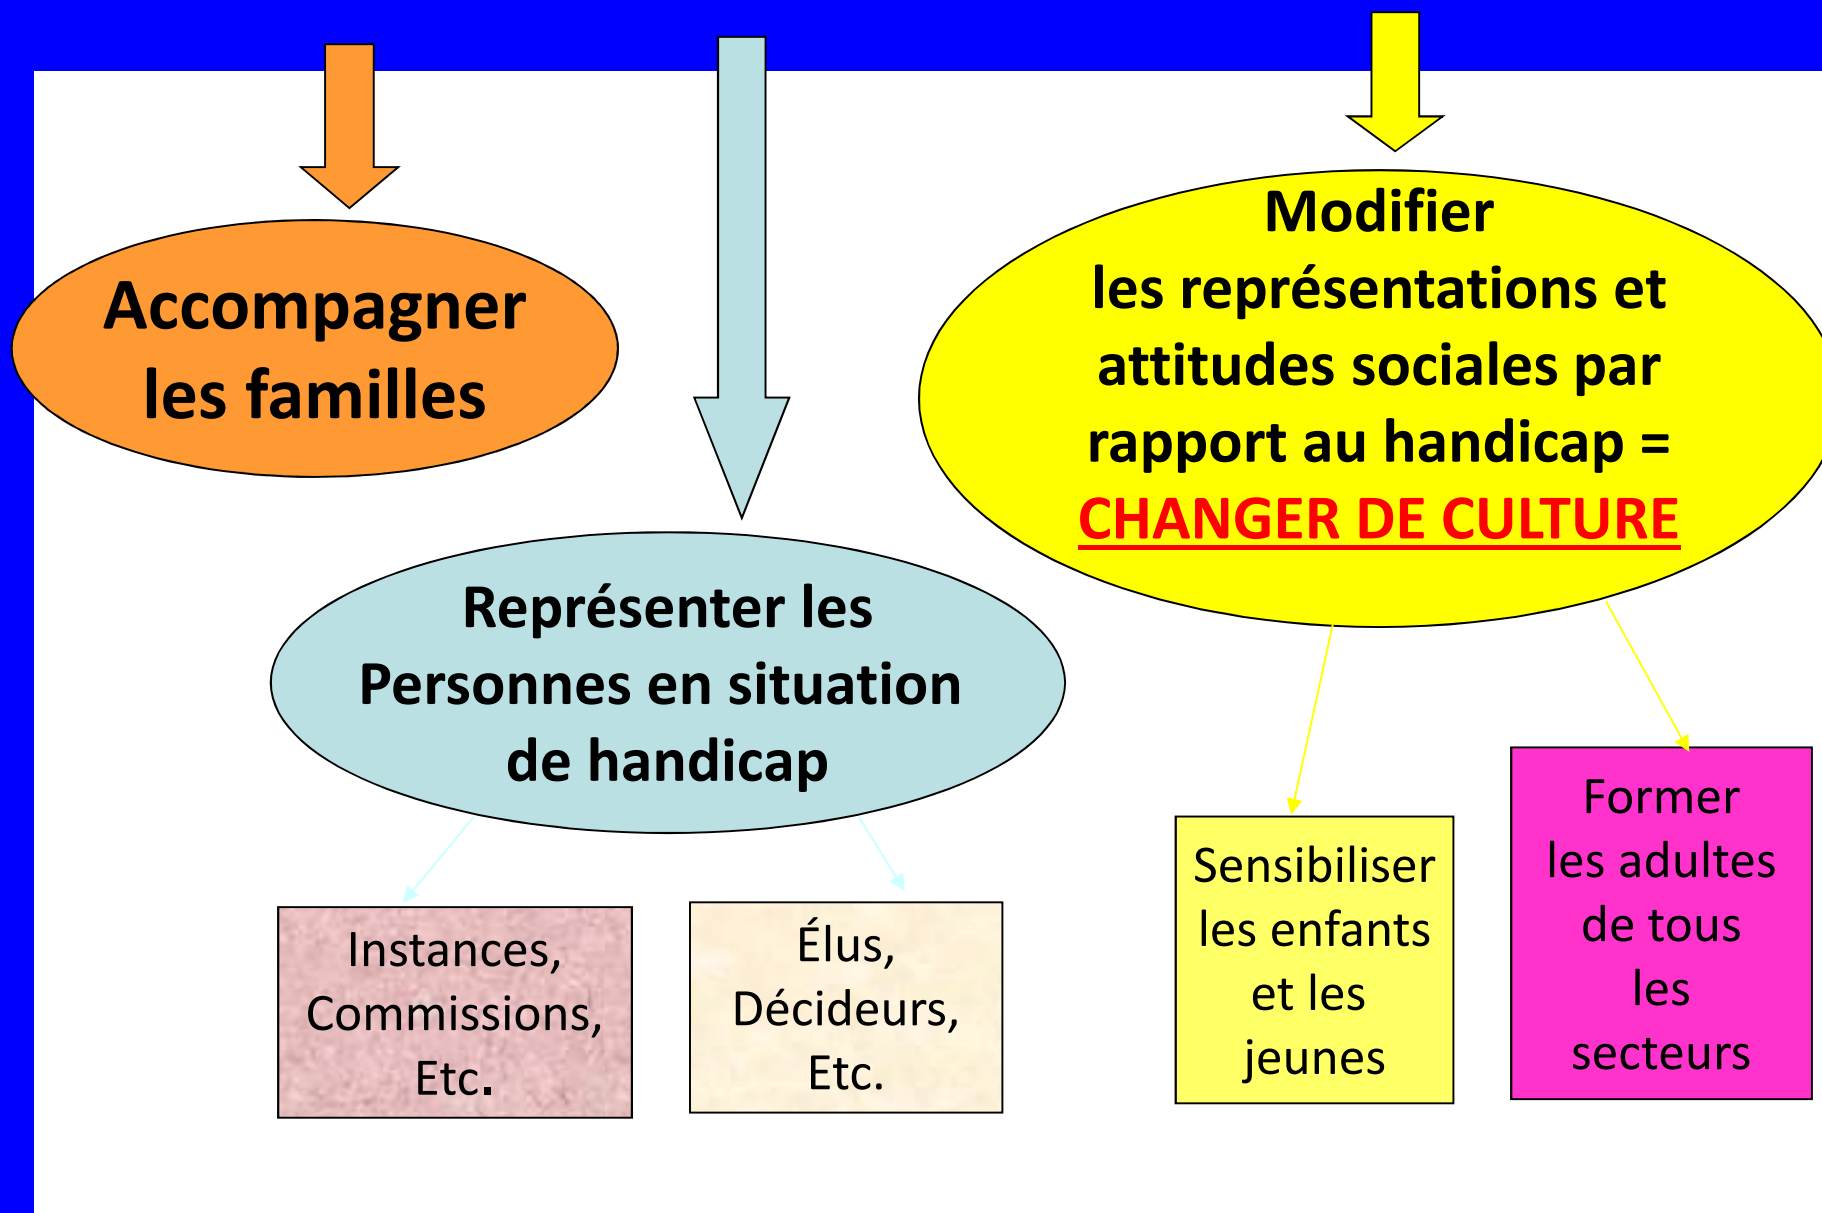 Accompagner
les familles
Représenter les
Personnes en situation
de handicap
Modifier
les représentations et
attitudes sociales par
rapport au handicap =
CHANGER DE CULTURE
Instances,
Commissions,
Etc.
Élus,
Décideurs,
Etc.
Sensibiliser
les enfants
et les
jeunes
Former
les adultes
de tous
les
secteurs